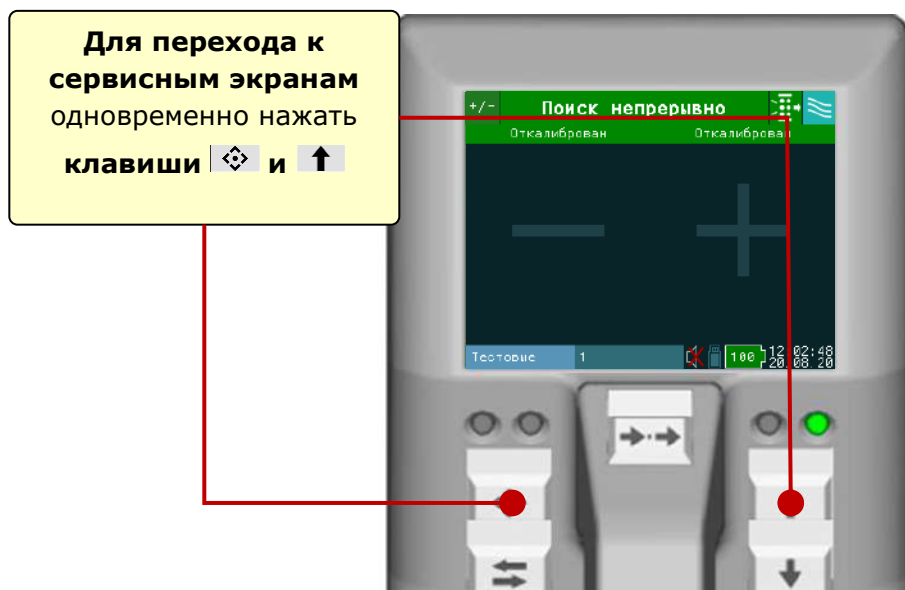 Для перехода к
сервисным экранам
одновременно нажать
клавиши и
+/- Поиск непрерывно
Откалиброван Откалиброван
Тестовые 1 100 12:02:48
20.08.20